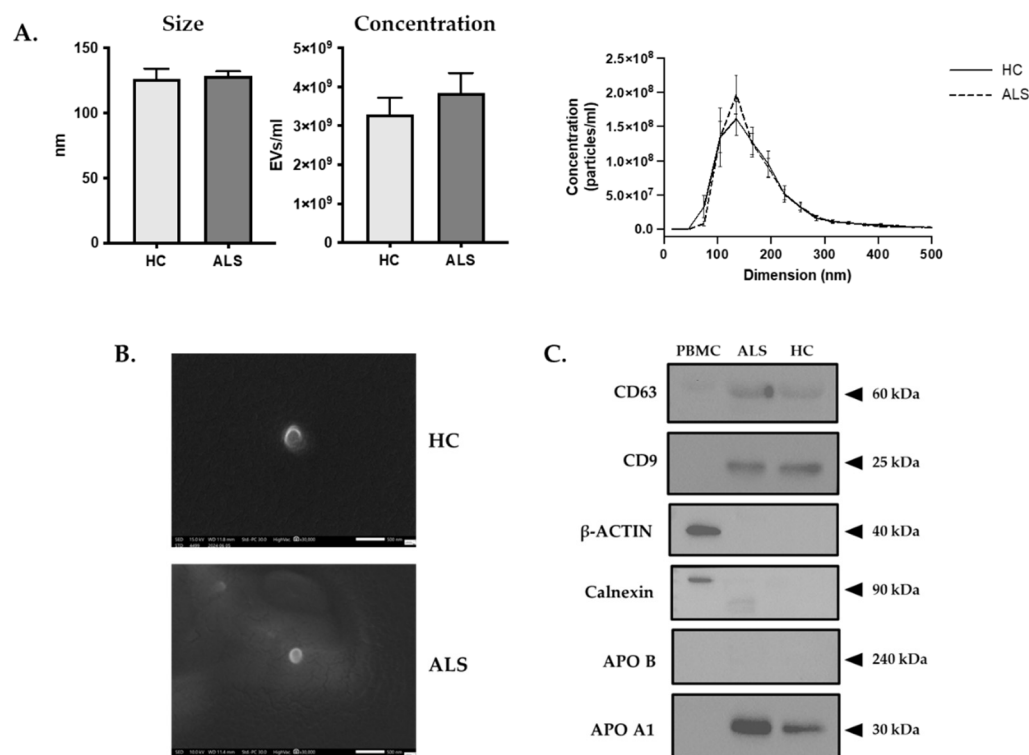 A.
Size
150
100
50
0
nm
HC
ALS
Concentration
5×10⁹
4×10⁹
3×10⁹
2×10⁹
1×10⁹
0
EVs/ml
HC
ALS
2.5×10⁸
2.0×10⁸
1.5×10⁸
1.0×10⁸
5.0×10⁷
0.0
Concentration
(particles/ml)
0
100
200
300
400
500
Dimension (nm)
HC
ALS
B.
HC
ALS
C.
PBMC ALS HC
CD63 60 kDa
CD9 25 kDa
β-ACTIN 40 kDa
Calnexin 90 kDa
APO B 240 kDa
APO A1 30 kDa